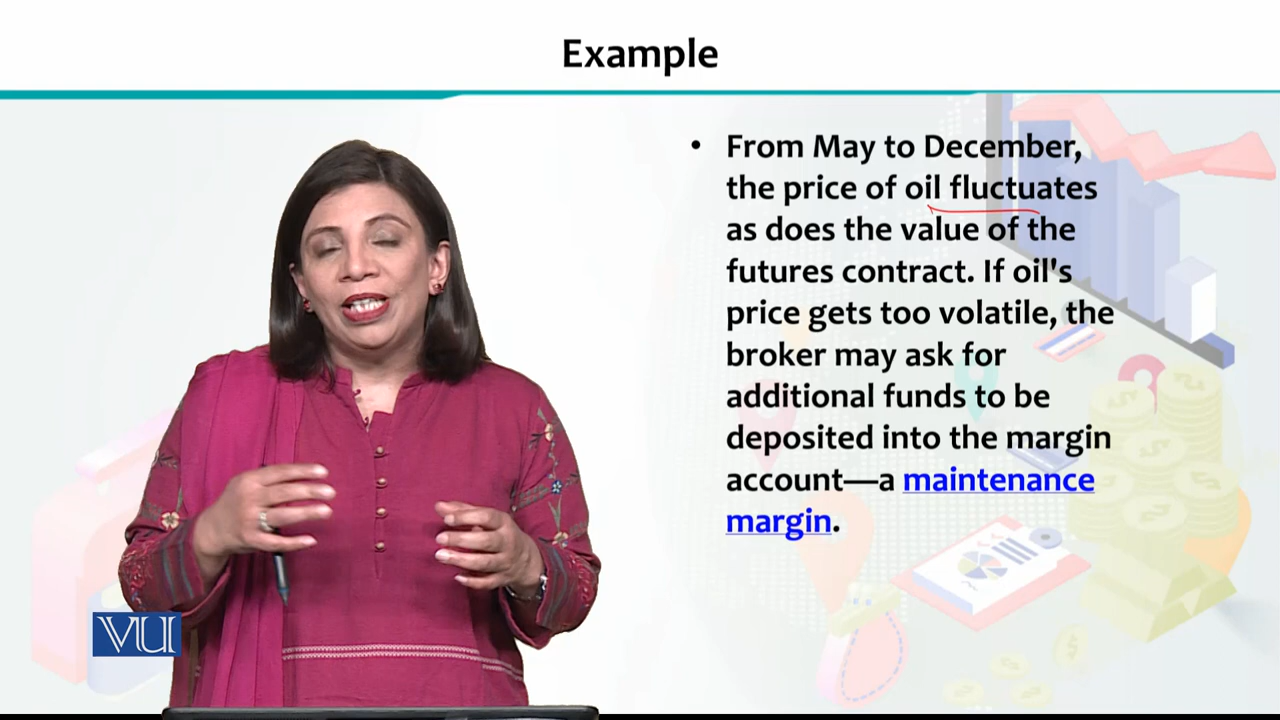 Example
• From May to December,
the price of oil fluctuates
as does the value of the
futures contract. If oil's
price gets too volatile, the
broker may ask for
additional funds to be
deposited into the margin
account—a maintenance
margin.
VU